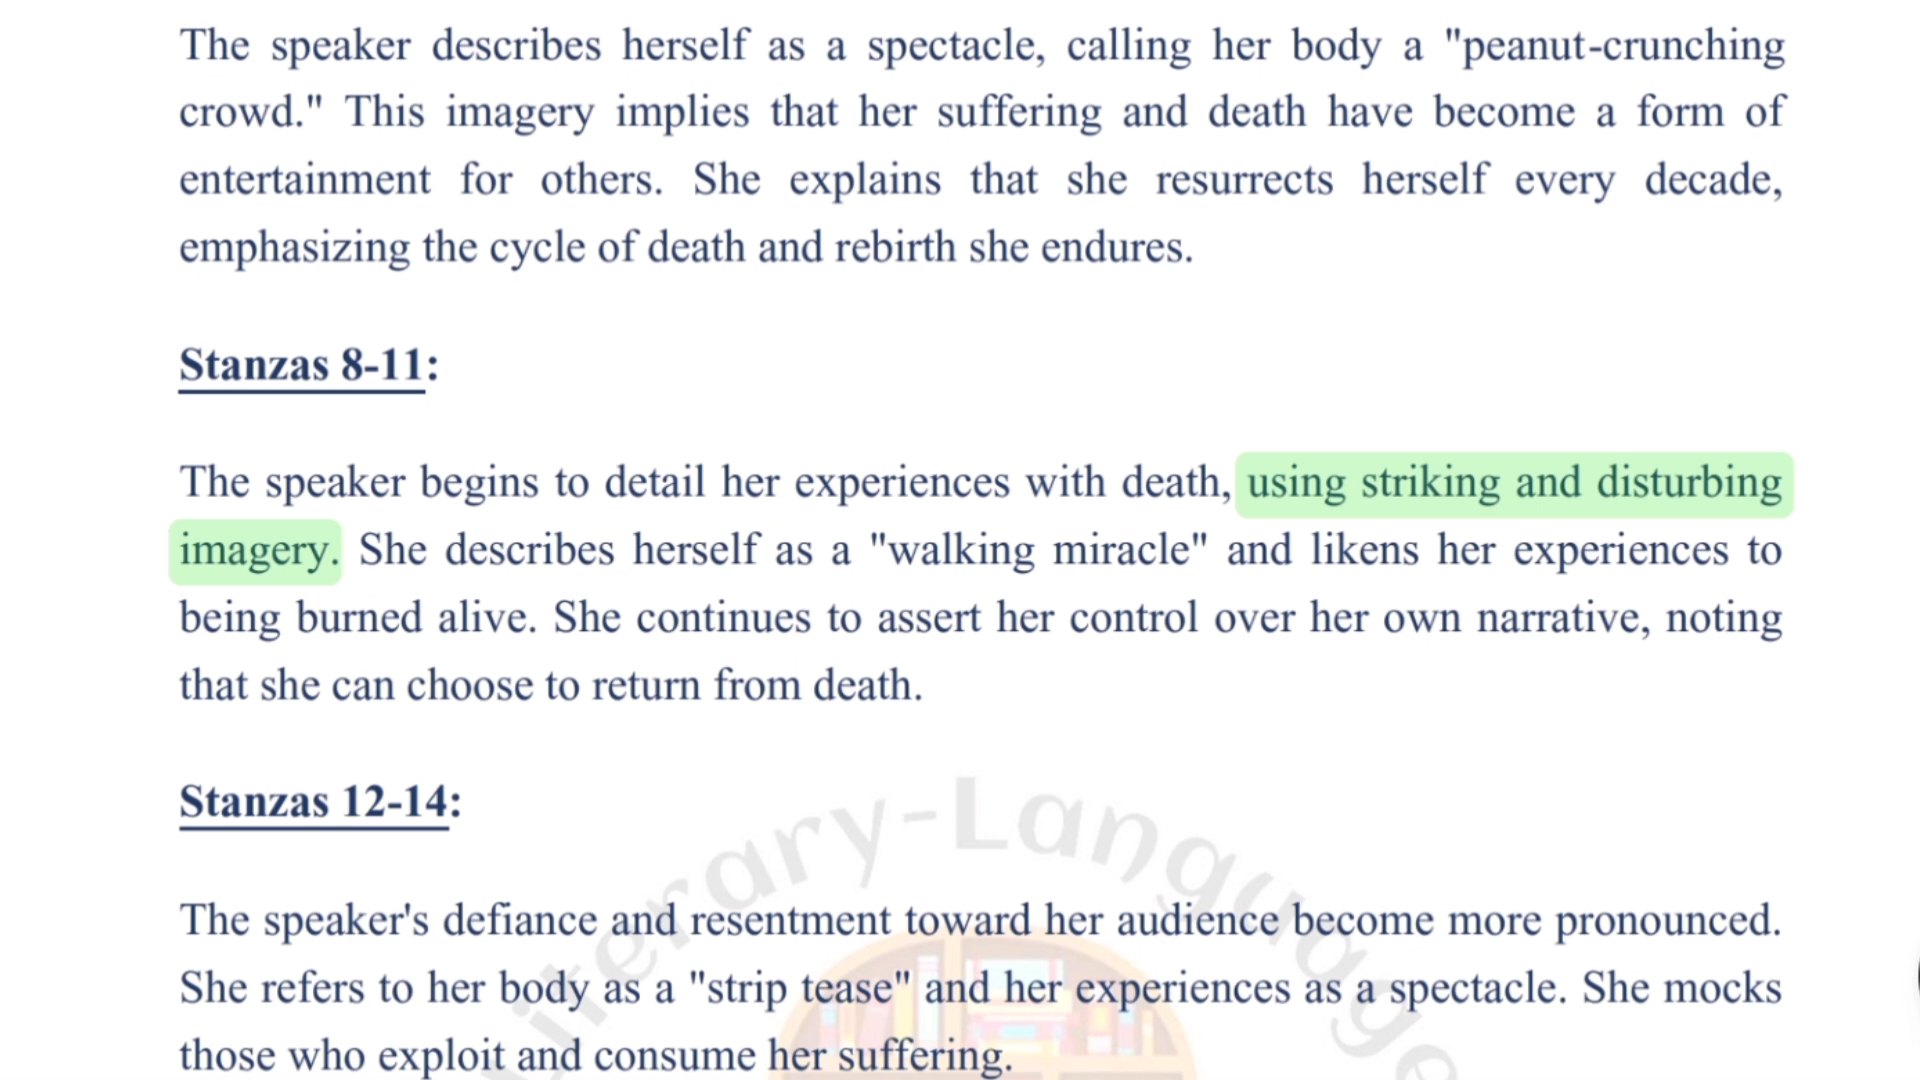 The speaker describes herself as a spectacle, calling her body a "peanut-crunching
crowd." This imagery implies that her suffering and death have become a form of
entertainment for others. She explains that she resurrects herself every decade,
emphasizing the cycle of death and rebirth she endures.
Stanzas 8-11:
The speaker begins to detail her experiences with death, using striking and disturbing
imagery. She describes herself as a "walking miracle" and likens her experiences to
being burned alive. She continues to assert her control over her own narrative, noting
that she can choose to return from death.
Stanzas 12-14:
The speaker's defiance and resentment toward her audience become more pronounced.
She refers to her body as a "strip tease" and her experiences as a spectacle. She mocks
those who exploit and consume her suffering.
Literary-Language